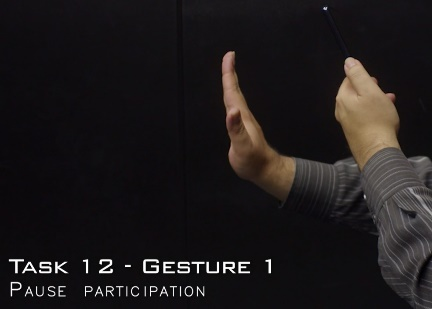 Task 12 - Gesture 1
Pause participation